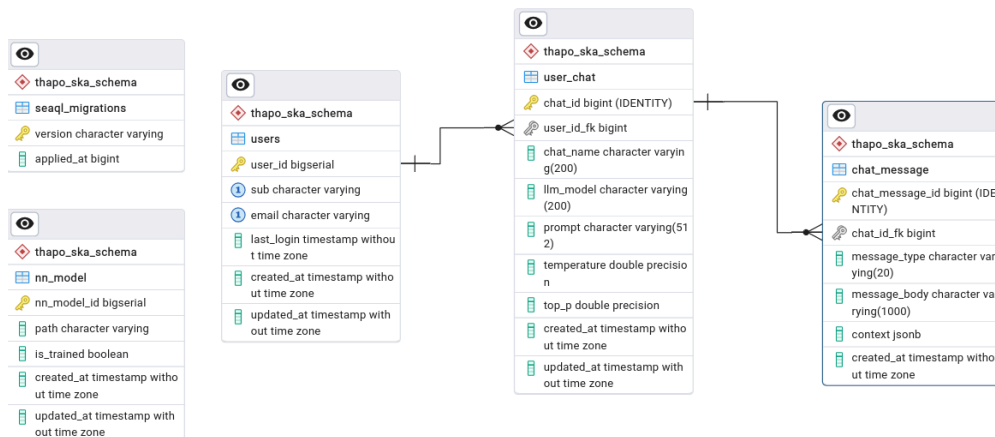 thapo_ska_schema
seaql_migrations
version character varying
applied_at bigint
thapo_ska_schema
nn_model
nn_model_id bigserial
path character varying
is_trained boolean
created_at timestamp witho
ut time zone
updated_at timestamp with
out time zone
thapo_ska_schema
users
user_id bigserial
1 sub character varying
1 email character varying
last_login timestamp withou
t time zone
created_at timestamp witho
ut time zone
updated_at timestamp with
out time zone
thapo_ska_schema
user_chat
chat_id bigint (IDENTITY)
user_id_fk bigint
chat_name character varyin
g(200)
llm_model character varying
(200)
prompt character varying(51
2)
temperature double precisio
n
top_p double precision
created_at timestamp witho
ut time zone
updated_at timestamp with
out time zone
thapo_ska_schema
chat_message
chat_message_id bigint (IDE
NTITY)
chat_id_fk bigint
message_type character var
ying(20)
message_body character va
rying(1000)
context jsonb
created_at timestamp witho
ut time zone